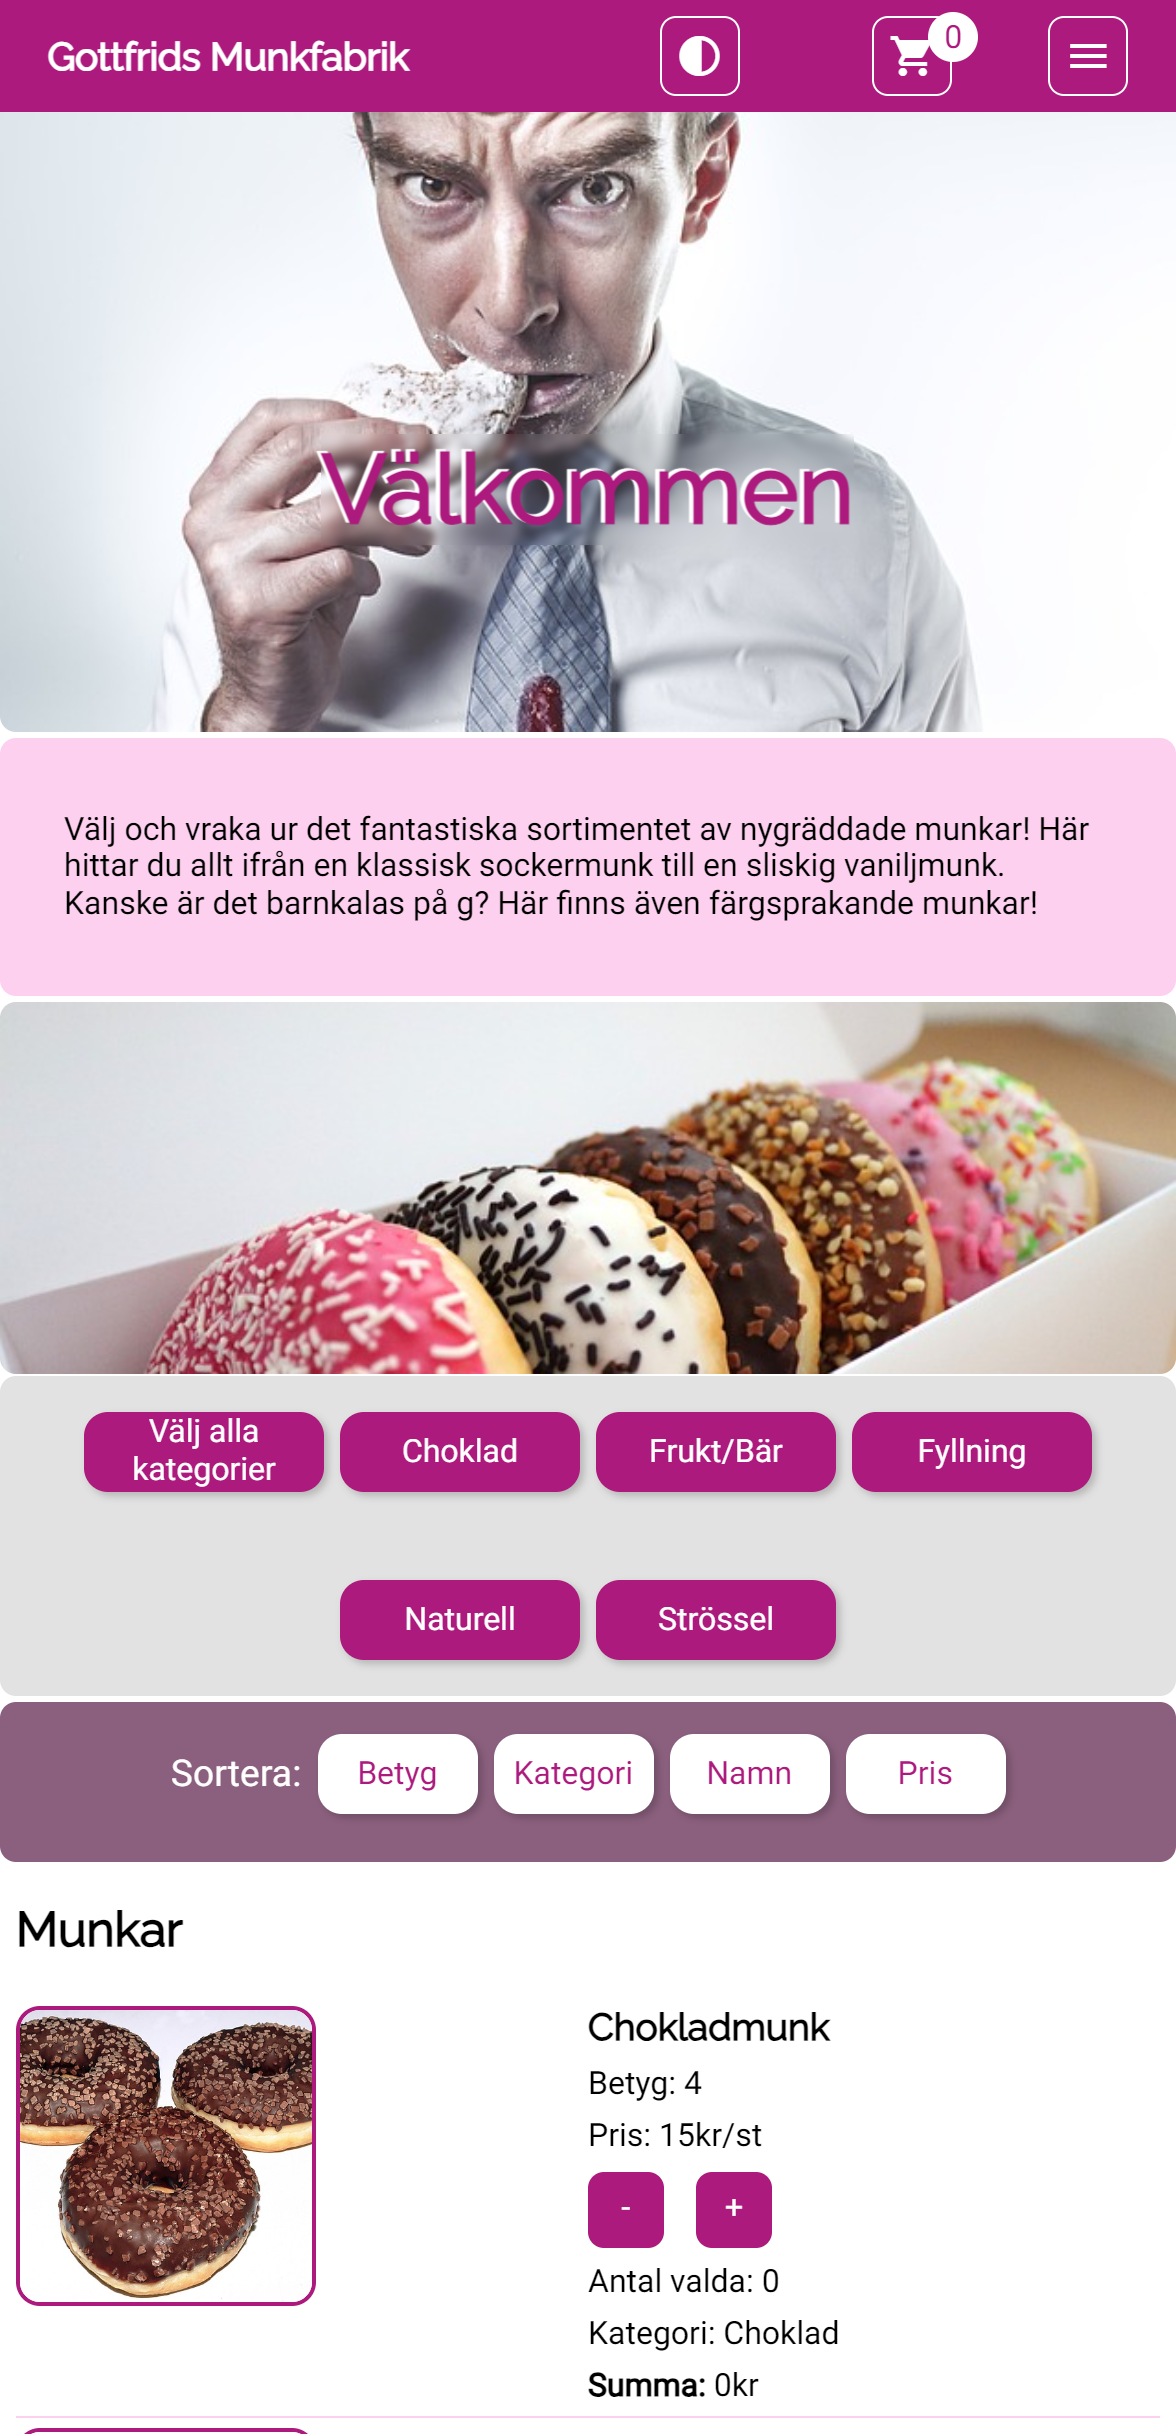 Gottfrids Munkfabrik
0
Välkommen
Välj och vraka ur det fantastiska sortimentet av nygräddade munkar! Här
hittar du allt ifrån en klassisk sockermunk till en sliskig vaniljmunk.
Kanske är det barnkalas på g? Här finns även färgsprakande munkar!
Välj alla
kategorier
Choklad
Frukt/Bär
Fyllning
Naturell
Strössel
Sortera:
Betyg
Kategori
Namn
Pris
Munkar
Chokladmunk
Betyg: 4
Pris: 15kr/st
- +
Antal valda: 0
Kategori: Choklad
Summa: 0kr